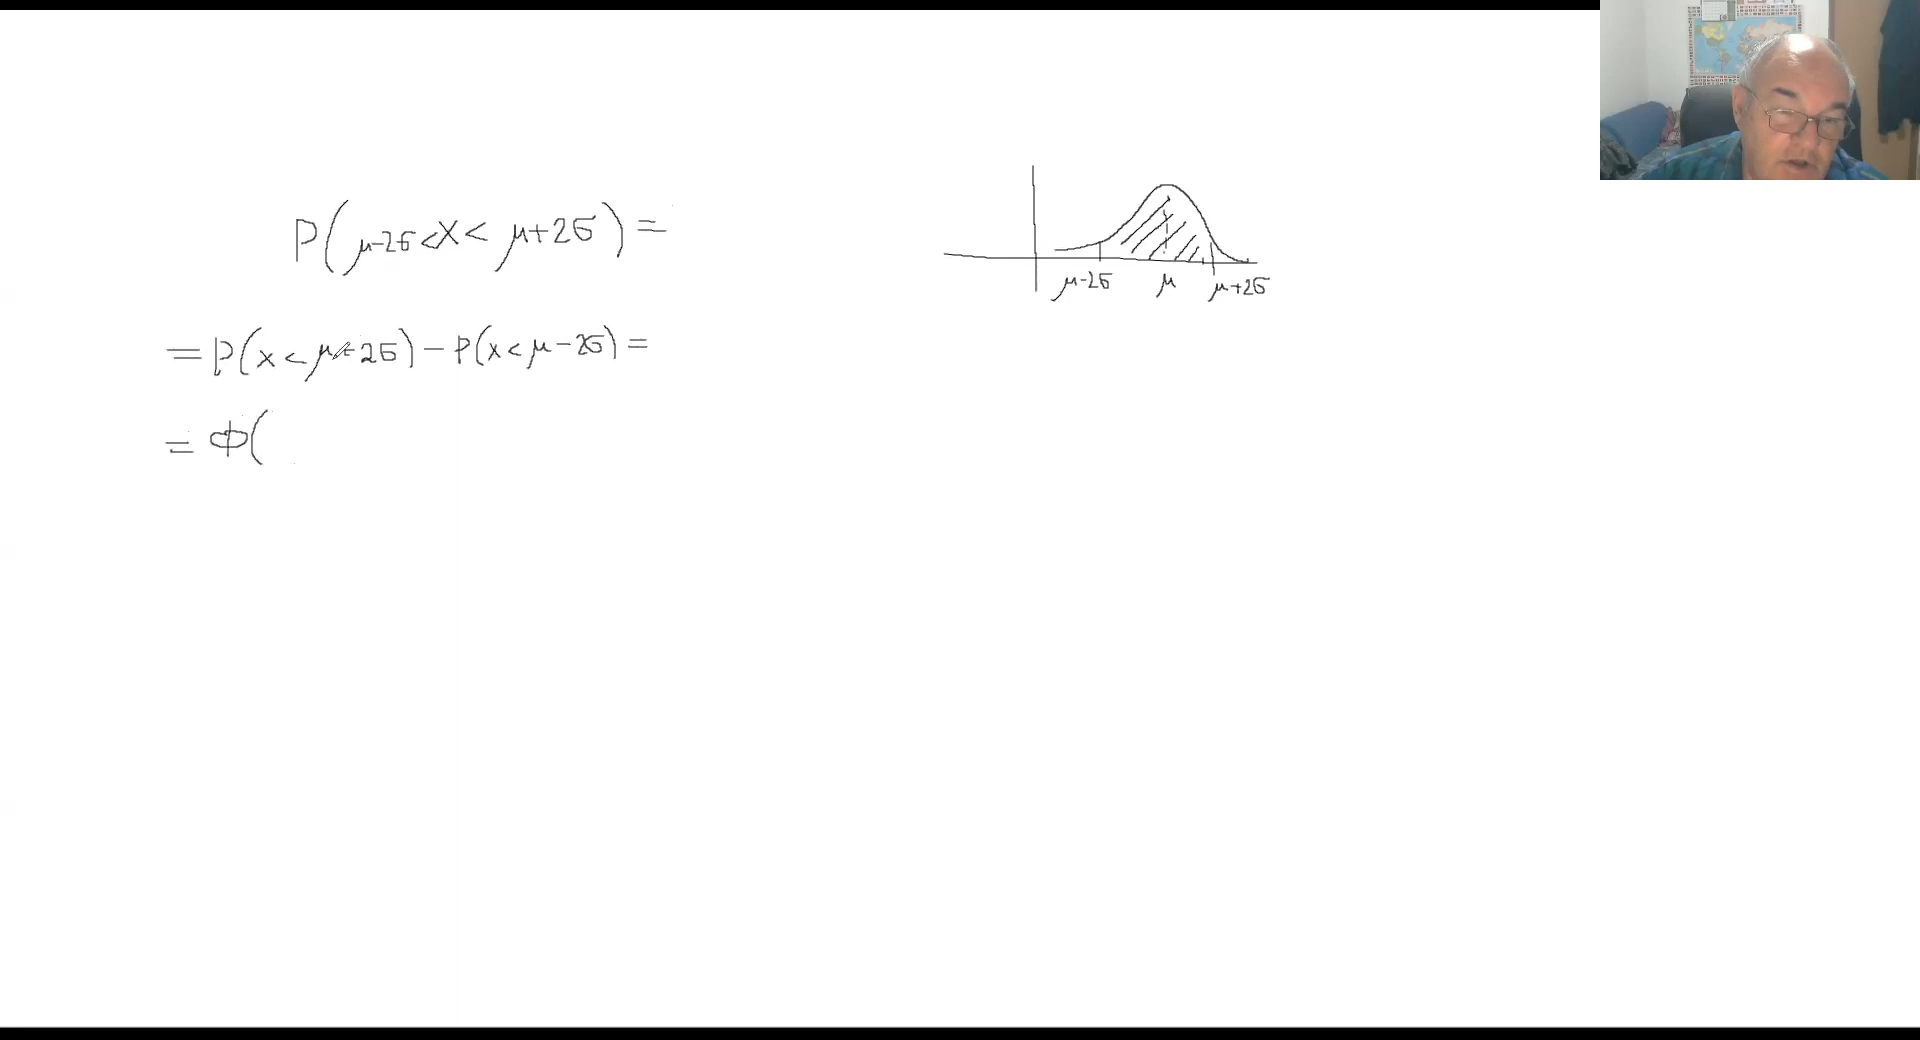 P(μ-2σ<X< μ+2σ) =
= P(x < μ+2σ) - P(x < μ - 2σ) =
= Φ(
μ-2σ μ μ+2σ